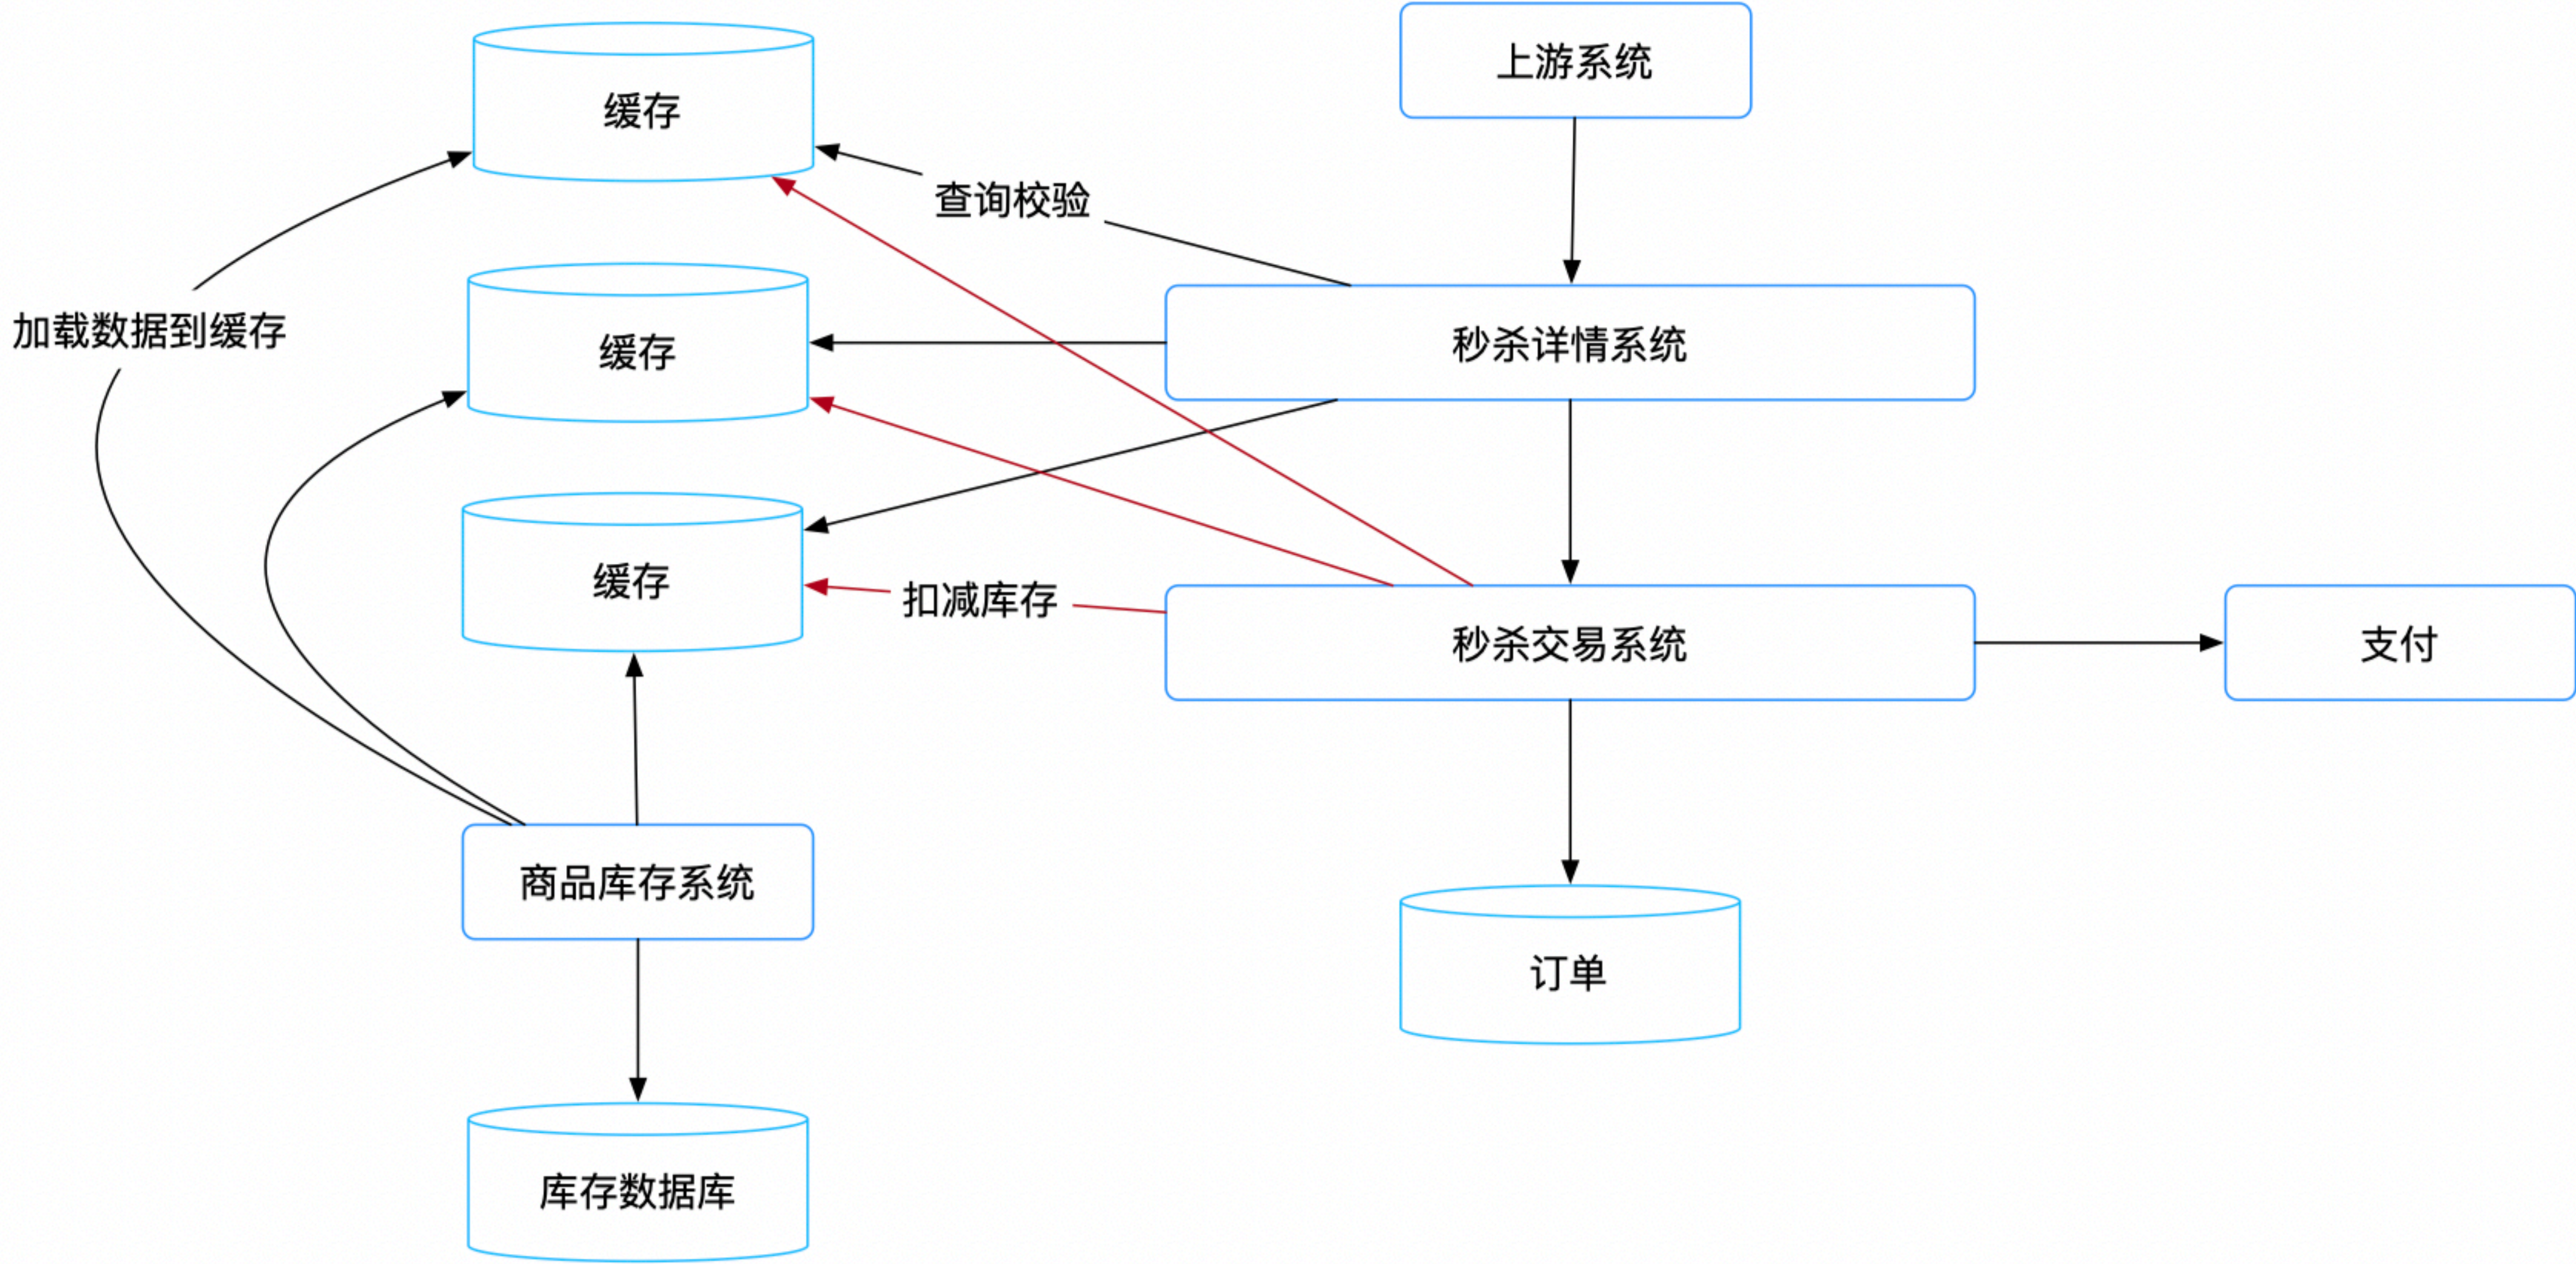 上游系统
缓存
查询校验
加载数据到缓存
缓存
秒杀详情系统
缓存
扣减库存
秒杀交易系统
支付
商品库存系统
订单
库存数据库